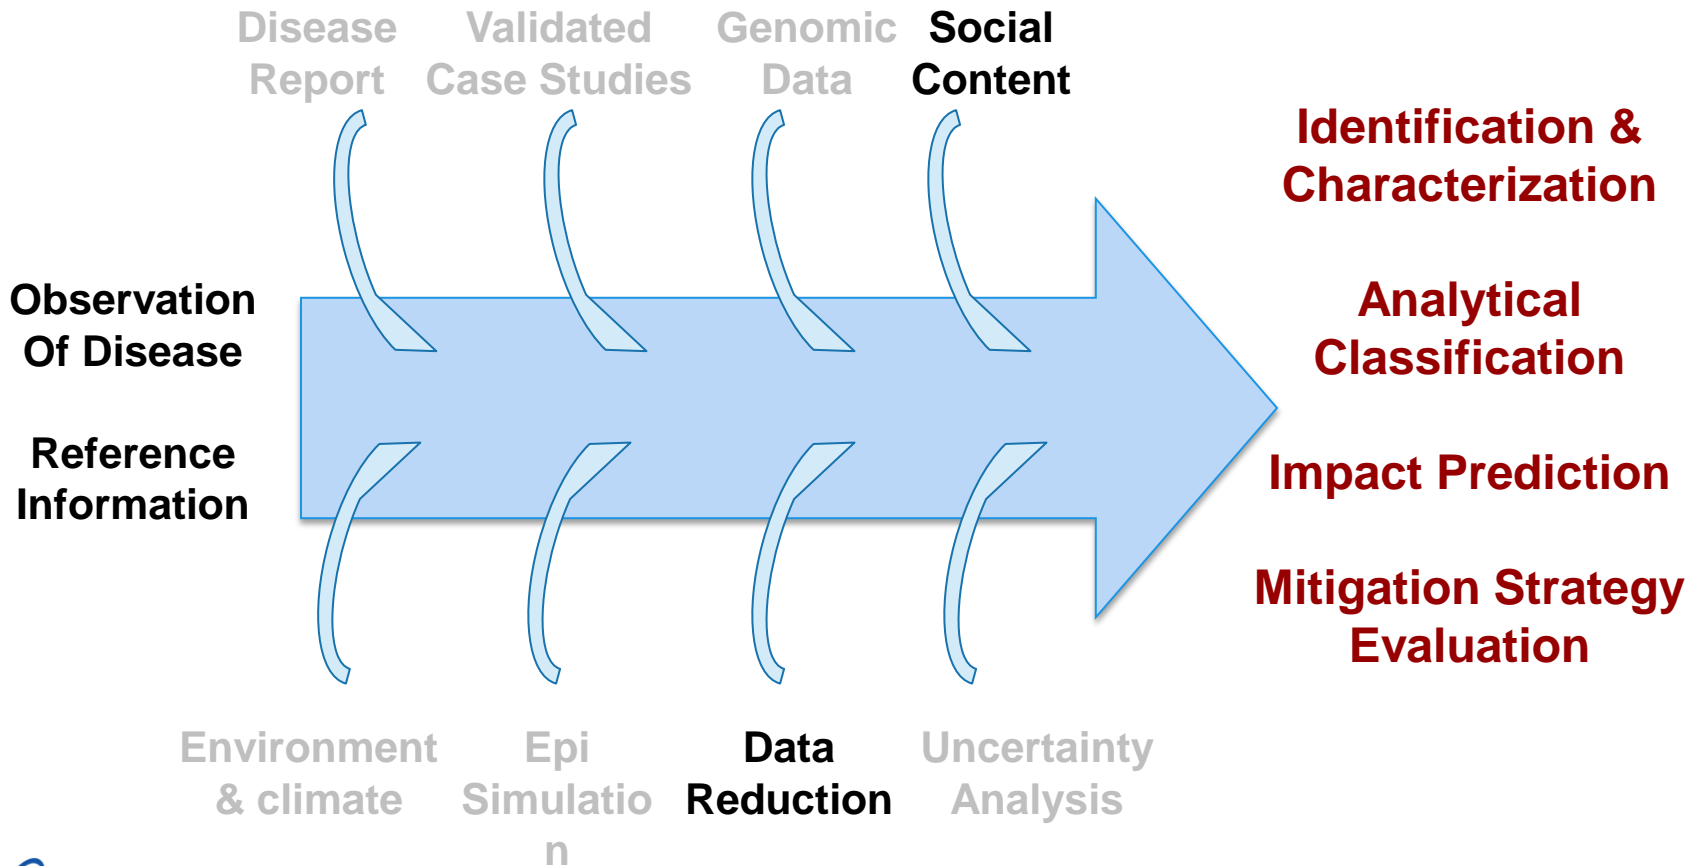 Disease
Report
Validated
Case Studies
Genomic
Data
Social
Content
Observation
Of Disease
Reference
Information
Identification &
Characterization
Analytical
Classification
Impact Prediction
Mitigation Strategy
Evaluation
Environment
& climate
Epi
Simulatio
n
Data
Reduction
Uncertainty
Analysis